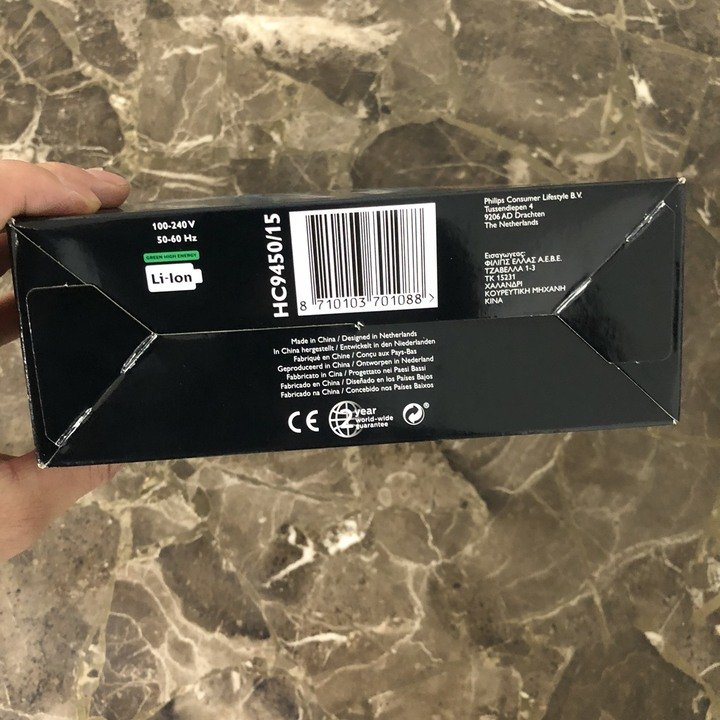 100-240 V
50-60 Hz
GREEN HIGH ENERGY
Li-Ion
HC9450/15
8 710103 701088 >
Philips Consumer Lifestyle B.V.
Tussendiepen 4
9206 AD Drachten
The Netherlands
Εισαγωγεας:
ΦΙΛΙΠΣ ΕΛΛΑΣ Α.Ε.Β.Ε.
ΤΖΑΒΕΛΛΑ 1-3
ΤΚ 15231
ΧΑΛΑΝΔΡΙ
ΚΟΥΡΕΥΤΙΚΗ ΜΗΧΑΝΗ
ΚΙΝΑ
Made in China / Designed in Netherlands
In China hergestellt / Entwickelt in den Niederlanden
Fabriqué en Chine / Conçu aux Pays-Bas
Geproduceerd in China / Ontworpen in Nederland
Fabbricato in Cina / Progettato nei Paesi Bassi
Fabricado en China / Diseñado en los Países Bajos
Fabricado na China / Concebido nos Países Baixos
CE
2 year
world-wide
guarantee
®